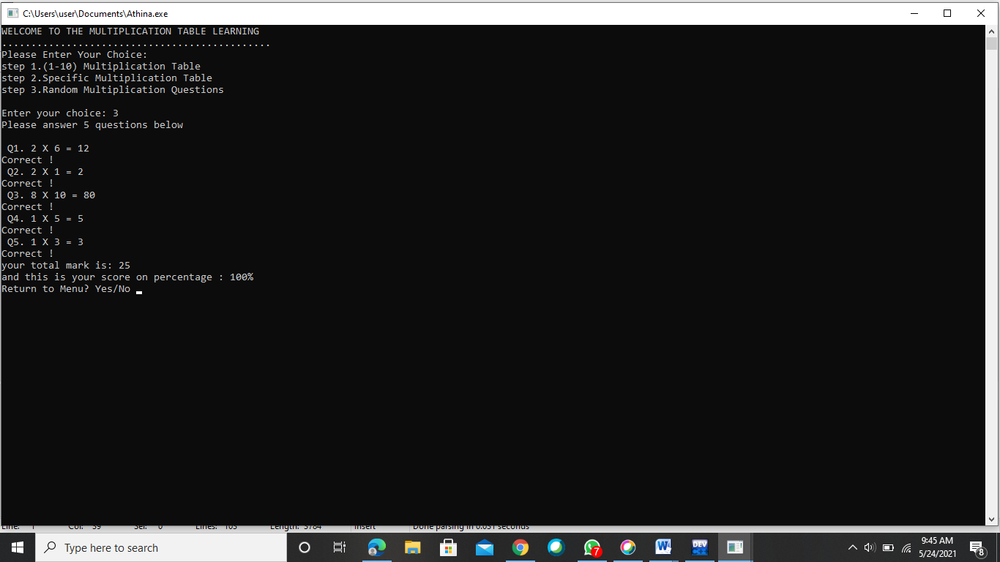 C:\Users\user\Documents\Athina.exe
WELCOME TO THE MULTIPLICATION TABLE LEARNING
..............................................
Please Enter Your Choice:
step 1.(1-10) Multiplication Table
step 2.Specific Multiplication Table
step 3.Random Multiplication Questions
Enter your choice: 3
Please answer 5 questions below
Q1. 2 X 6 = 12
Correct !
Q2. 2 X 1 = 2
Correct !
Q3. 8 X 10 = 80
Correct !
Q4. 1 X 5 = 5
Correct !
Q5. 1 X 3 = 3
Correct !
your total mark is: 25
and this is your score on percentage : 100%
Return to Menu? Yes/No
Line: 1 Col: 39 Sel: 0 Lines: 103 Length: 3784 Insert Done parsing in 0.031 seconds
Type here to search
7
W
DEV
9:45 AM
5/24/2021
8